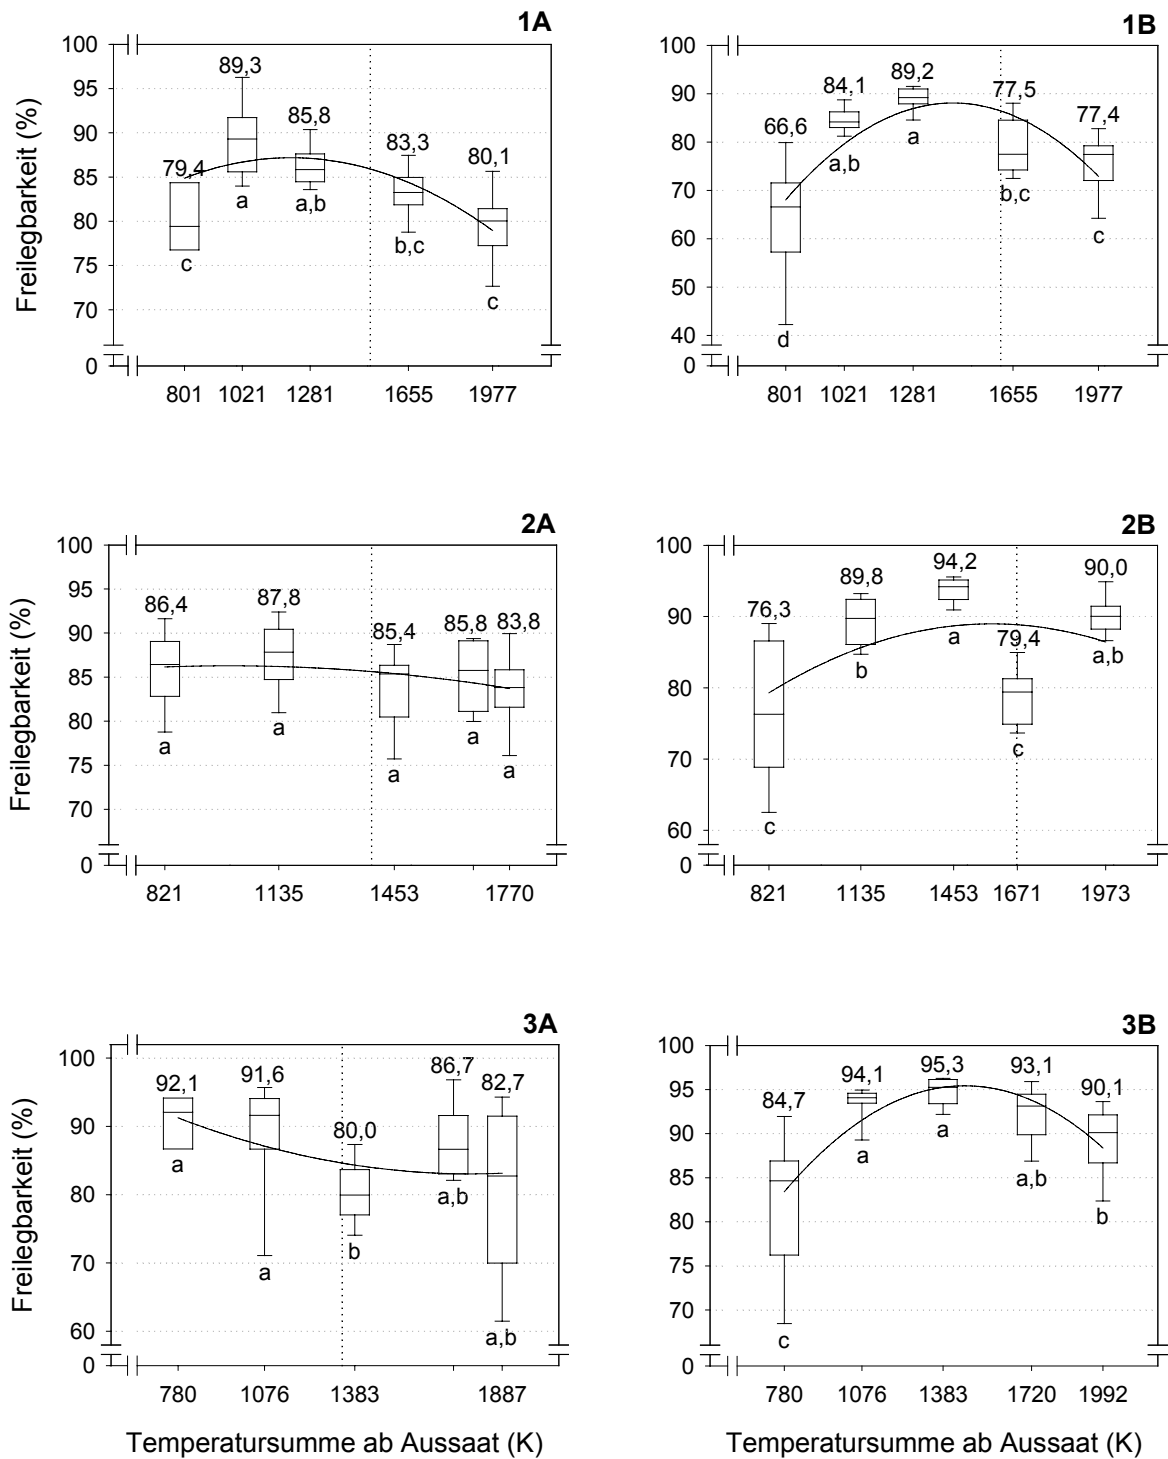 1A
100
95
90
85
80
75
70
0
Freilegbarkeit (%)
79,4
89,3
85,8
83,3
80,1
c
a
a,b
b,c
c
801 1021 1281 1655 1977
1B
100
90
80
70
60
50
40
0
66,6
84,1
89,2
77,5
77,4
d
a,b
a
b,c
c
801 1021 1281 1655 1977
2A
100
95
90
85
80
75
70
0
Freilegbarkeit (%)
86,4
87,8
85,4
85,8
83,8
a
a
a
a
a
821 1135 1453 1770
2B
100
90
80
70
60
0
76,3
89,8
94,2
79,4
90,0
c
b
a
c
a,b
821 1135 1453 1671 1973
3A
100
90
80
70
60
0
Freilegbarkeit (%)
92,1
91,6
80,0
86,7
82,7
a
a
b
a,b
a,b
780 1076 1383 1887
Temperatursumme ab Aussaat (K)
3B
100
95
90
85
80
75
70
0
84,7
94,1
95,3
93,1
90,1
c
a
a
a,b
b
780 1076 1383 1720 1992
Temperatursumme ab Aussaat (K)